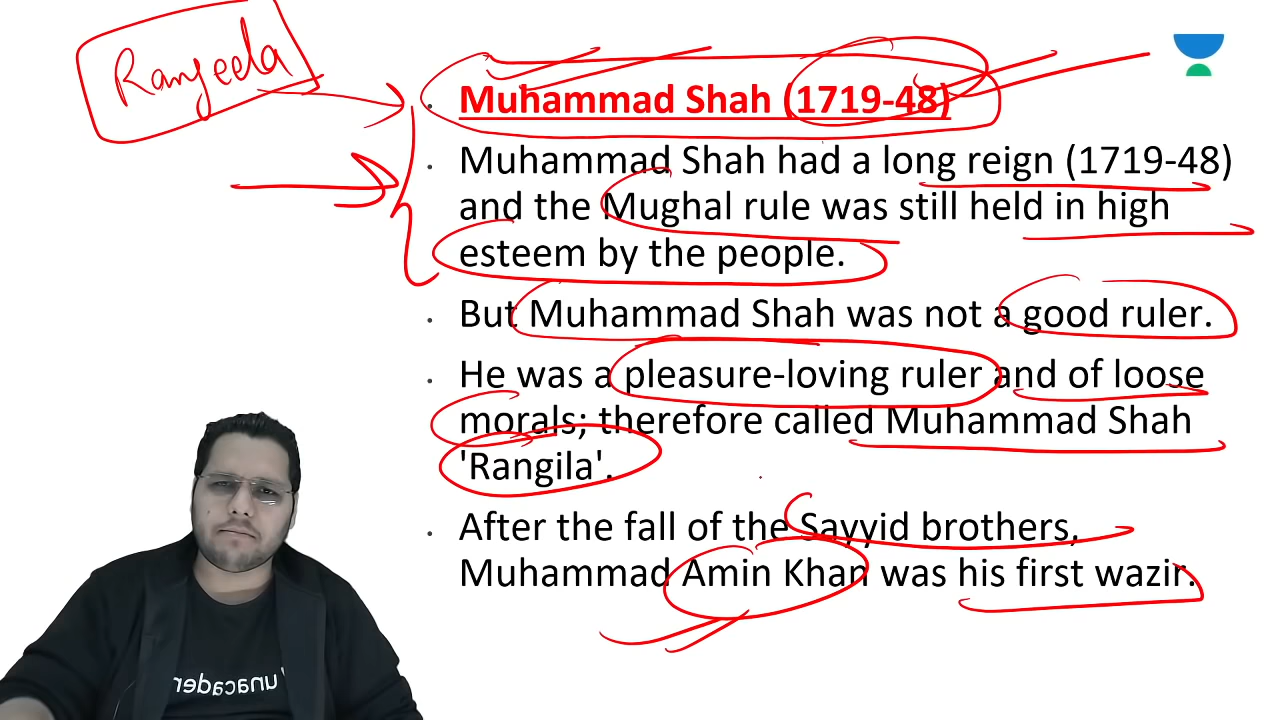 Rangeela
Muhammad Shah (1719-48)
Muhammad Shah had a long reign (1719-48)
and the Mughal rule was still held in high
esteem by the people.
But Muhammad Shah was not a good ruler.
He was a pleasure-loving ruler and of loose
morals; therefore called Muhammad Shah
'Rangila'.
After the fall of the Sayyid brothers,
Muhammad Amin Khan was his first wazir.
unacader